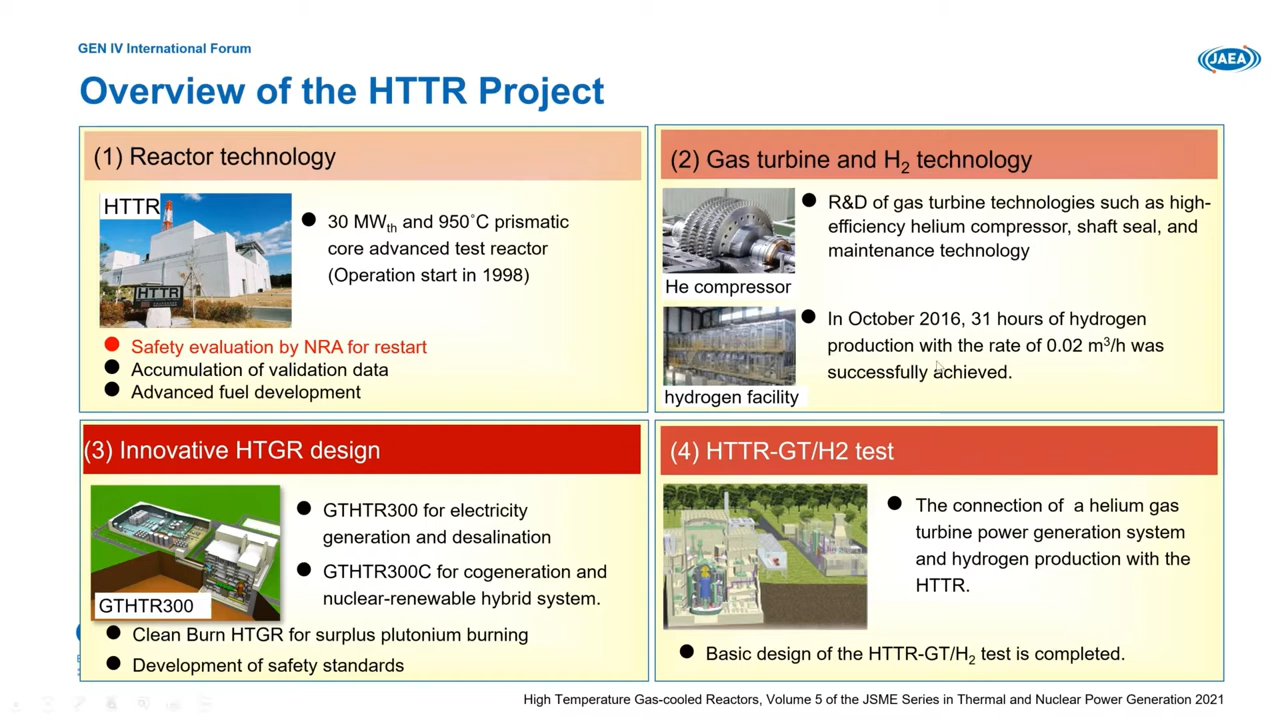 GEN IV International Forum
JAEA
Overview of the HTTR Project
(1) Reactor technology
HTTR
HTTR
● 30 MWth and 950˚C prismatic
core advanced test reactor
(Operation start in 1998)
● Safety evaluation by NRA for restart
● Accumulation of validation data
● Advanced fuel development
(2) Gas turbine and H2 technology
He compressor
● R&D of gas turbine technologies such as high-
efficiency helium compressor, shaft seal, and
maintenance technology
hydrogen facility
● In October 2016, 31 hours of hydrogen
production with the rate of 0.02 m³/h was
successfully achieved.
(3) Innovative HTGR design
GTHTR300
● GTHTR300 for electricity
generation and desalination
● GTHTR300C for cogeneration and
nuclear-renewable hybrid system.
● Clean Burn HTGR for surplus plutonium burning
● Development of safety standards
(4) HTTR-GT/H2 test
● The connection of a helium gas
turbine power generation system
and hydrogen production with the
HTTR.
● Basic design of the HTTR-GT/H2 test is completed.
High Temperature Gas-cooled Reactors, Volume 5 of the JSME Series in Thermal and Nuclear Power Generation 2021